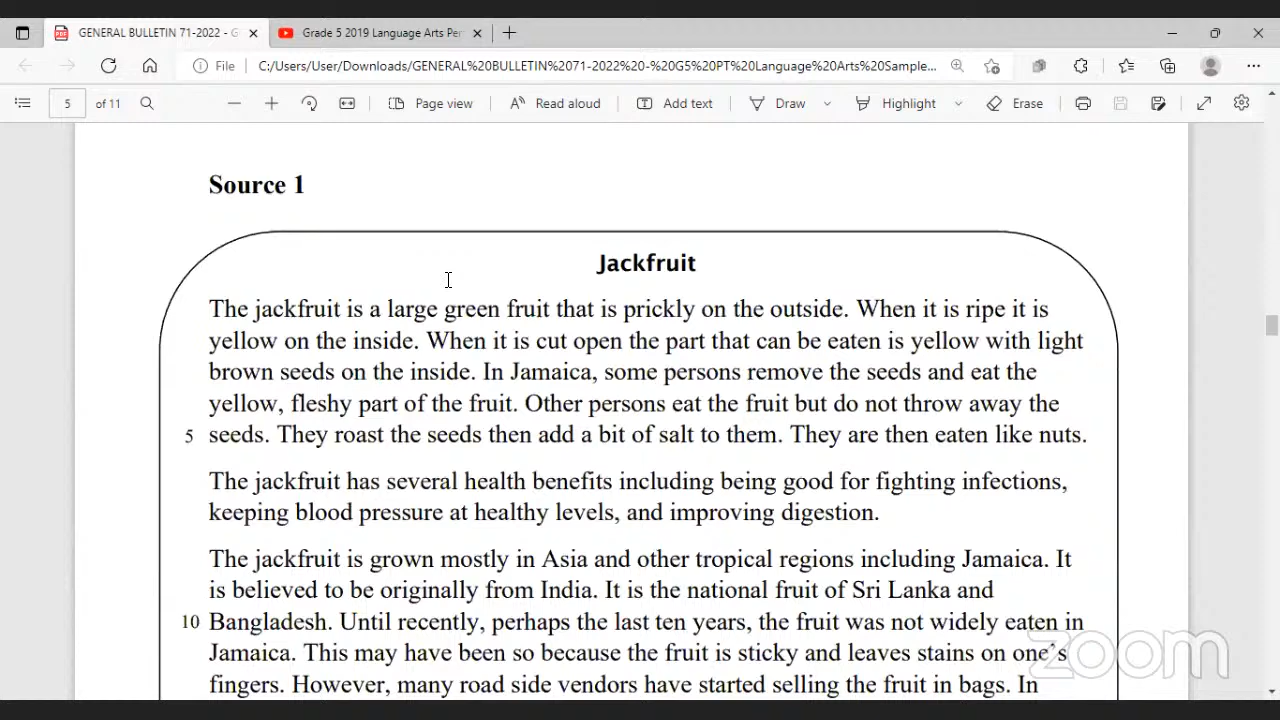 GENERAL BULLETIN 71-2022 - G
Grade 5 2019 Language Arts Per
File
C:/Users/User/Downloads/GENERAL%20BULLETIN%2071-2022%20-%20G5%20PT%20Language%20Arts%20Sample...
5 of 11
Page view
Read aloud
Add text
Draw
Highlight
Erase
Source 1
Jackfruit
The jackfruit is a large green fruit that is prickly on the outside. When it is ripe it is
yellow on the inside. When it is cut open the part that can be eaten is yellow with light
brown seeds on the inside. In Jamaica, some persons remove the seeds and eat the
yellow, fleshy part of the fruit. Other persons eat the fruit but do not throw away the
5 seeds. They roast the seeds then add a bit of salt to them. They are then eaten like nuts.
The jackfruit has several health benefits including being good for fighting infections,
keeping blood pressure at healthy levels, and improving digestion.
The jackfruit is grown mostly in Asia and other tropical regions including Jamaica. It
is believed to be originally from India. It is the national fruit of Sri Lanka and
10 Bangladesh. Until recently, perhaps the last ten years, the fruit was not widely eaten in
Jamaica. This may have been so because the fruit is sticky and leaves stains on one's
fingers. However, many road side vendors have started selling the fruit in bags. In
zoom